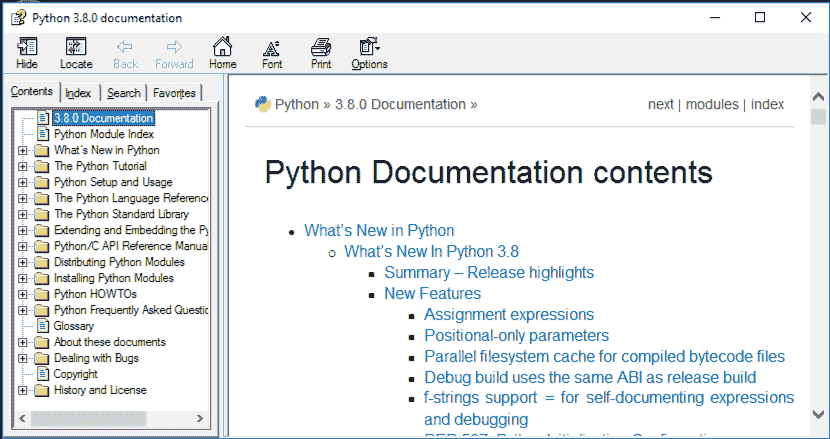 Python 3.8.0 documentation
Hide Locate Back Forward Home Font Print Options
Contents Index Search Favorites
3.8.0 Documentation
Python Module Index
What's New in Python
The Python Tutorial
Python Setup and Usage
The Python Language Reference
The Python Standard Library
Extending and Embedding the Py
Python/C API Reference Manua
Distributing Python Modules
Installing Python Modules
Python HOWTOs
Python Frequently Asked Questio
Glossary
About these documents
Dealing with Bugs
Copyright
History and License
Python » 3.8.0 Documentation »
next | modules | index
Python Documentation contents
What's New in Python
What's New In Python 3.8
Summary – Release highlights
New Features
Assignment expressions
Positional-only parameters
Parallel filesystem cache for compiled bytecode files
Debug build uses the same ABI as release build
f-strings support = for self-documenting expressions
and debugging